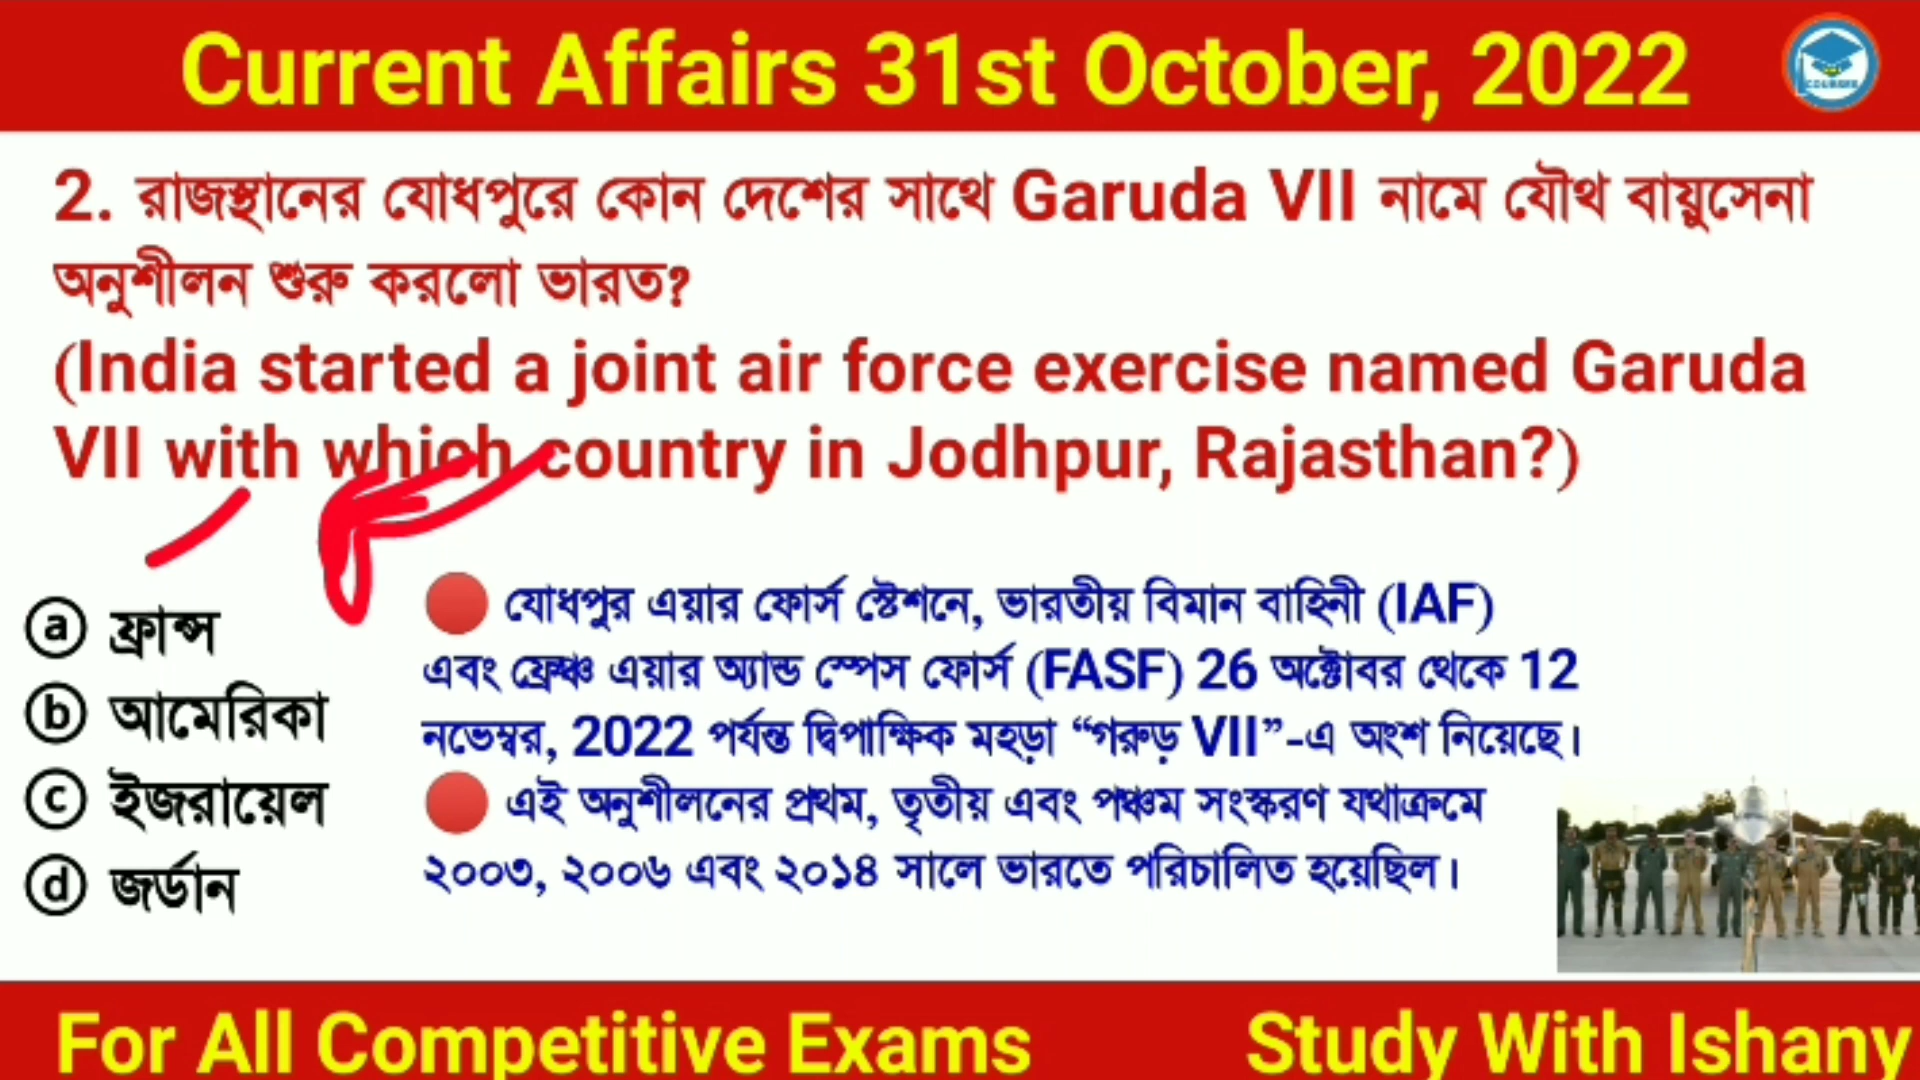 Current Affairs 31st October, 2022
COURSES
2. রাজস্থানের যোধপুরে কোন দেশের সাথে Garuda VII নামে যৌথ বায়ুসেনা
অনুশীলন শুরু করলো ভারত?
(India started a joint air force exercise named Garuda
VII with which country in Jodhpur, Rajasthan?)
ⓐ ফ্রান্স
ⓑ আমেরিকা
ⓒ ইজরায়েল
ⓓ জর্ডান
🔴 যোধপুর এয়ার ফোর্স স্টেশনে, ভারতীয় বিমান বাহিনী (IAF)
এবং ফ্রেঞ্চ এয়ার অ্যান্ড স্পেস ফোর্স (FASF) 26 অক্টোবর থেকে 12
নভেম্বর, 2022 পর্যন্ত দ্বিপাক্ষিক মহড়া “গরুড় VII”-এ অংশ নিয়েছে।
🔴 এই অনুশীলনের প্রথম, তৃতীয় এবং পঞ্চম সংস্করণ যথাক্রমে
২০০৩, ২০০৬ এবং ২০১৪ সালে ভারতে পরিচালিত হয়েছিল।
For All Competitive Exams
Study With Ishany